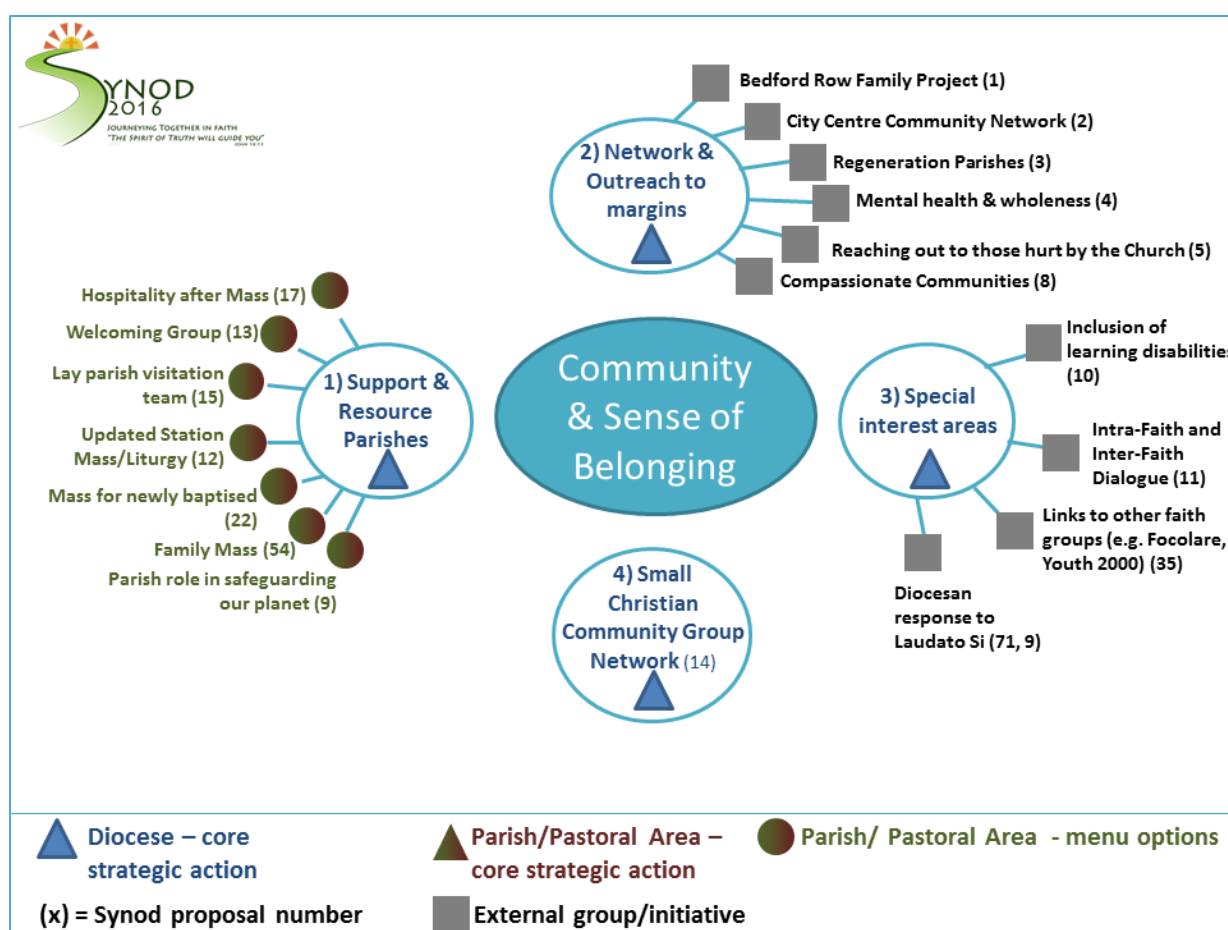 SYNOD
2016
JOURNEYING TOGETHER IN FAITH
"THE SPIRIT OF TRUTH WILL GUIDE YOU"
Bedford Row Family Project (1)
City Centre Community Network (2)
Regeneration Parishes (3)
Mental health & wholeness (4)
Reaching out to those hurt by the Church (5)
Compassionate Communities (8)
2) Network &
Outreach to
margins
Hospitality after Mass (17)
Welcoming Group (13)
Lay parish visitation
team (15)
Updated Station
Mass/Liturgy (12)
Mass for newly baptised
(22)
Family Mass (54)
Parish role in safeguarding
our planet (9)
1) Support &
Resource
Parishes
Community
& Sense of
Belonging
3) Special
interest areas
Inclusion of
learning disabilities
(10)
Intra-Faith and
Inter-Faith
Dialogue (11)
Links to other faith
groups (e.g. Focolare,
Youth 2000) (35)
Diocesan
response to
Laudato Si (71, 9)
4) Small
Christian
Community Group
Network (14)
Diocese – core
strategic action
Parish/Pastoral Area –
core strategic action
Parish/ Pastoral Area - menu options
(x) = Synod proposal number
External group/initiative